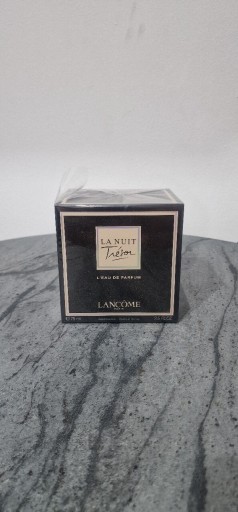 LA NUIT
Trésor
L'EAU DE PARFUM
LANCÔME
PARIS